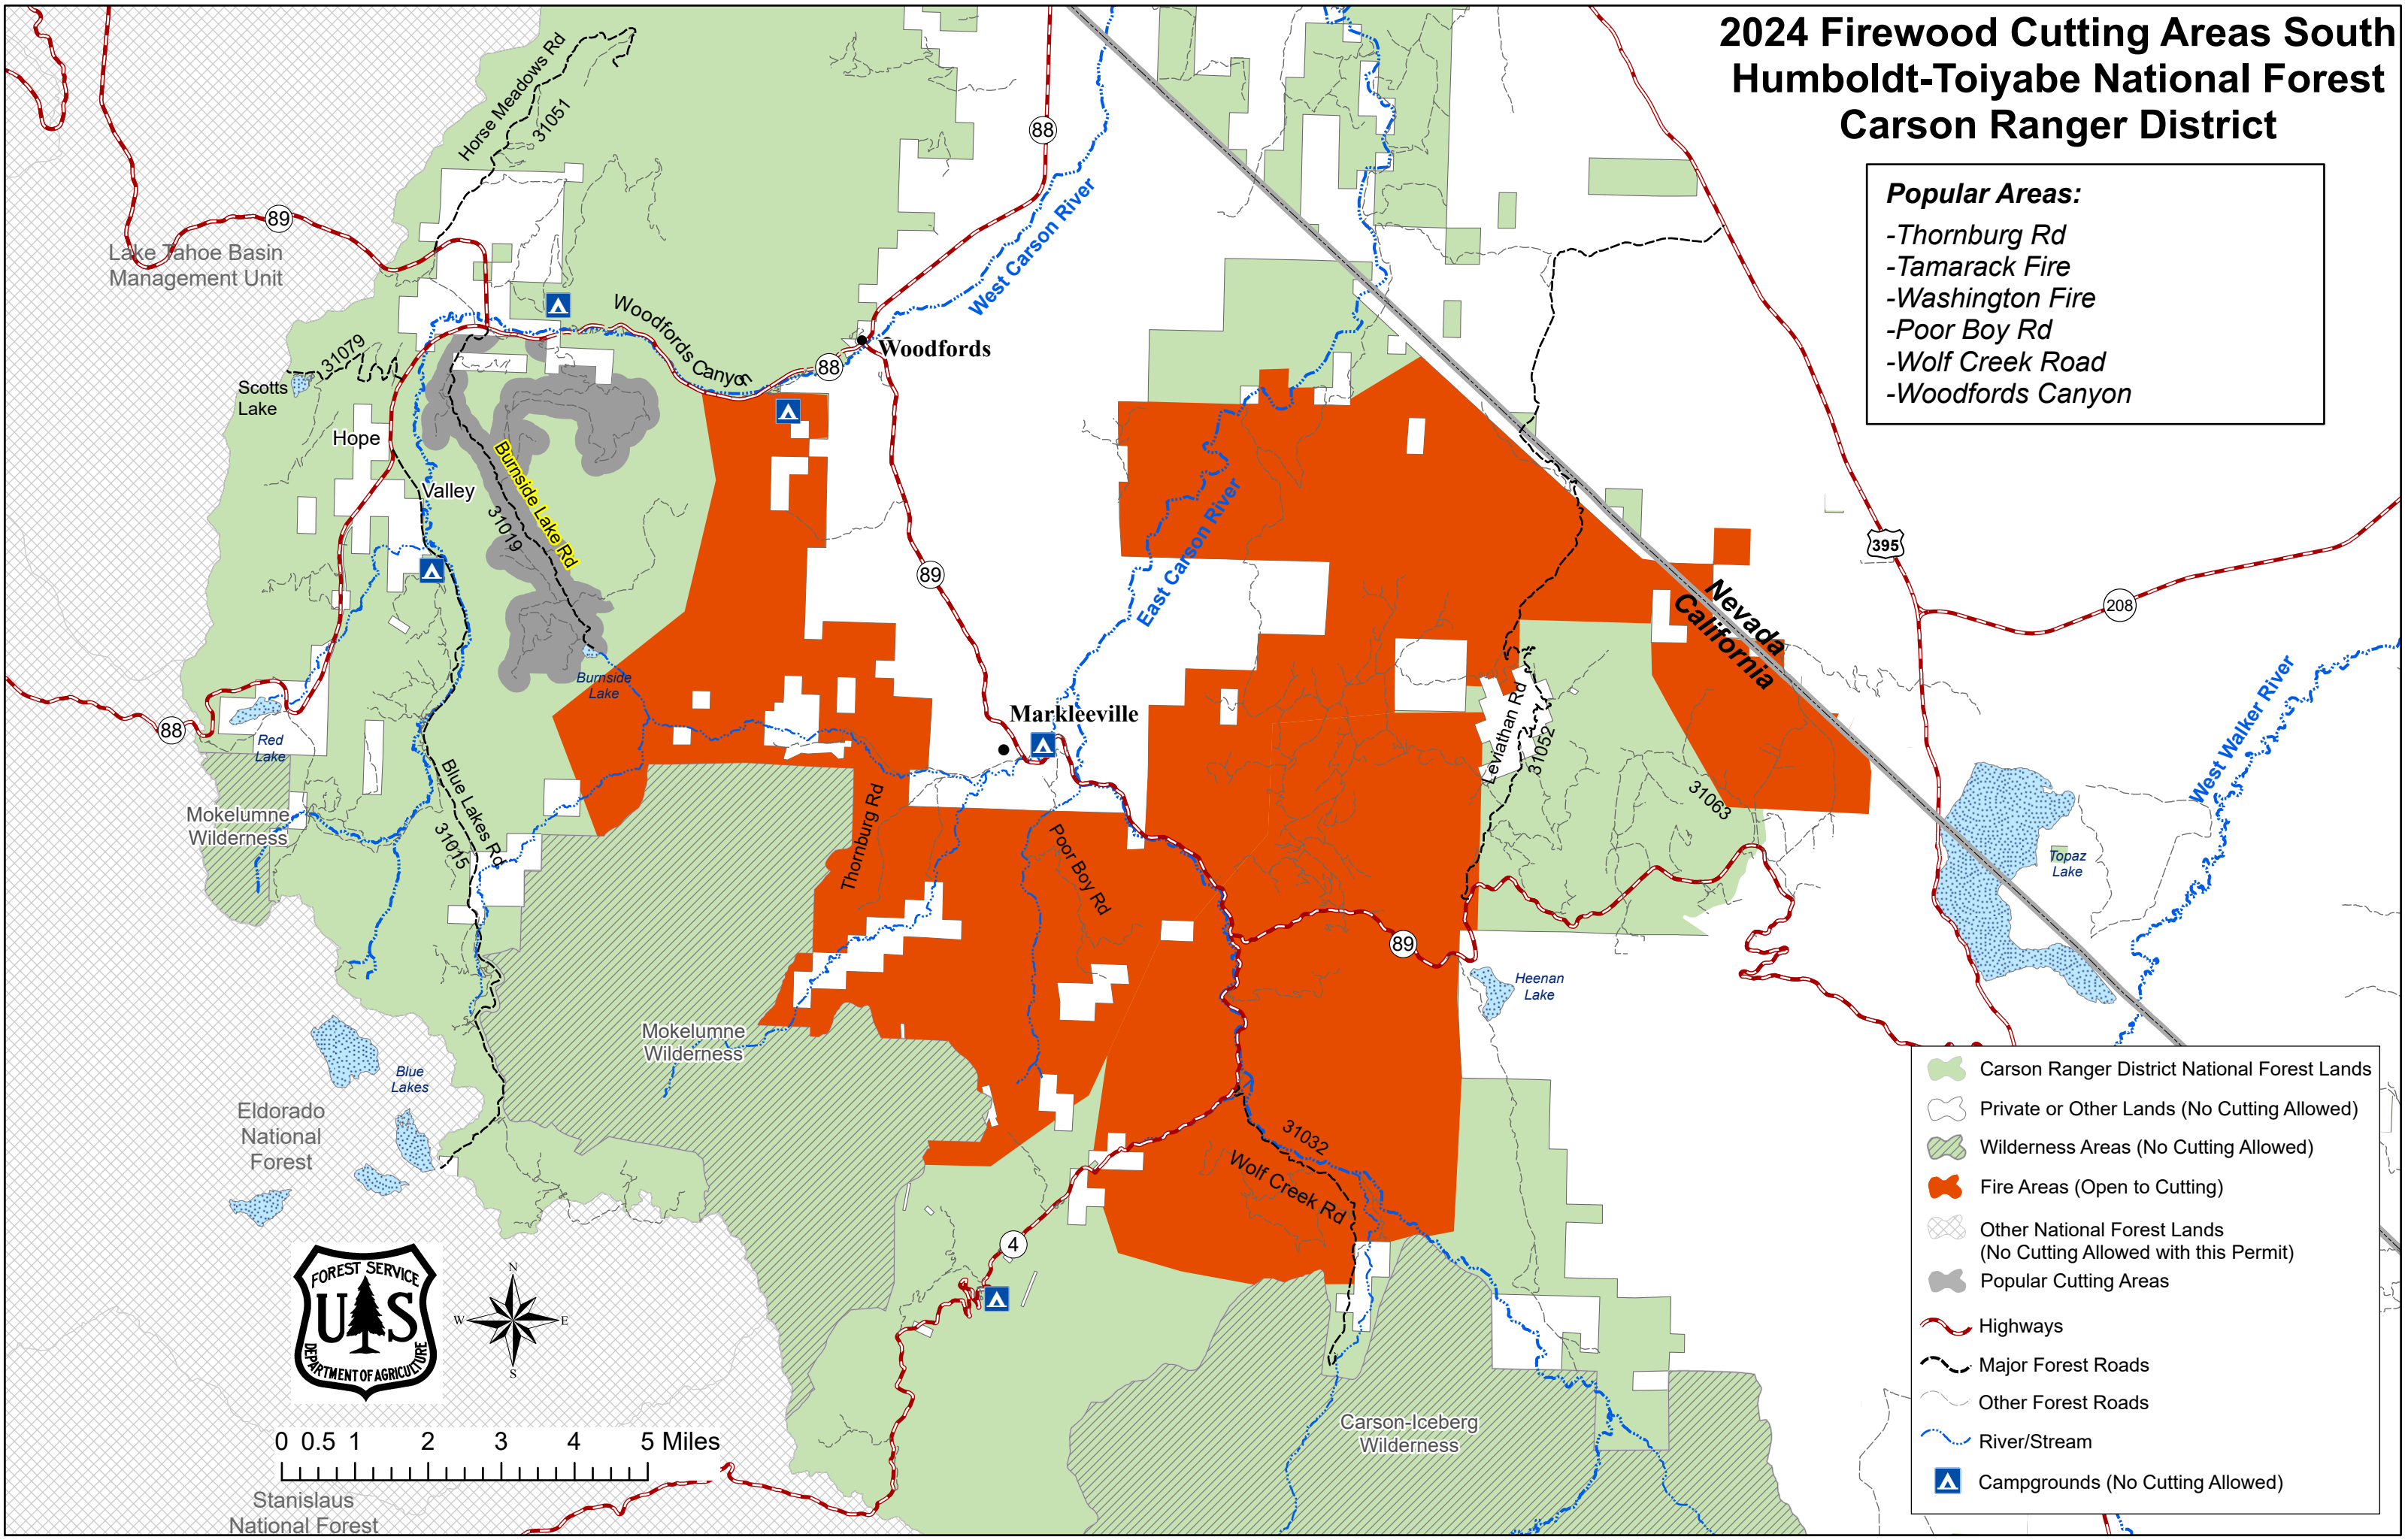 2024 Firewood Cutting Areas South
Humboldt-Toiyabe National Forest
Carson Ranger District
Popular Areas:
-Thornburg Rd
-Tamarack Fire
-Washington Fire
-Poor Boy Rd
-Wolf Creek Road
-Woodfords Canyon
Horse Meadows Rd
31051
88
89
Lake Tahoe Basin
Management Unit
West Carson River
Woodfords Canyon
88
Woodfords
31079
Scotts
Lake
Hope
Valley
Burnside Lake Rd
31019
East Carson River
89
395
208
Nevada
California
Burnside
Lake
88
Red
Lake
Markleeville
Leviathan Rd
31052
31063
West Walker River
Mokelumne
Wilderness
Blue Lakes Rd
31015
Thornburg Rd
Poor Boy Rd
Topaz
Lake
89
Heenan
Lake
Mokelumne
Wilderness
Blue
Lakes
Eldorado
National
Forest
31032
Wolf Creek Rd
4
Carson-Iceberg
Wilderness
FOREST SERVICE
U S
DEPARTMENT OF AGRICULTURE
N
W
E
S
0 0.5 1 2 3 4 5 Miles
Stanislaus
National Forest
Carson Ranger District National Forest Lands
Private or Other Lands (No Cutting Allowed)
Wilderness Areas (No Cutting Allowed)
Fire Areas (Open to Cutting)
Other National Forest Lands
(No Cutting Allowed with this Permit)
Popular Cutting Areas
Highways
Major Forest Roads
Other Forest Roads
River/Stream
Campgrounds (No Cutting Allowed)